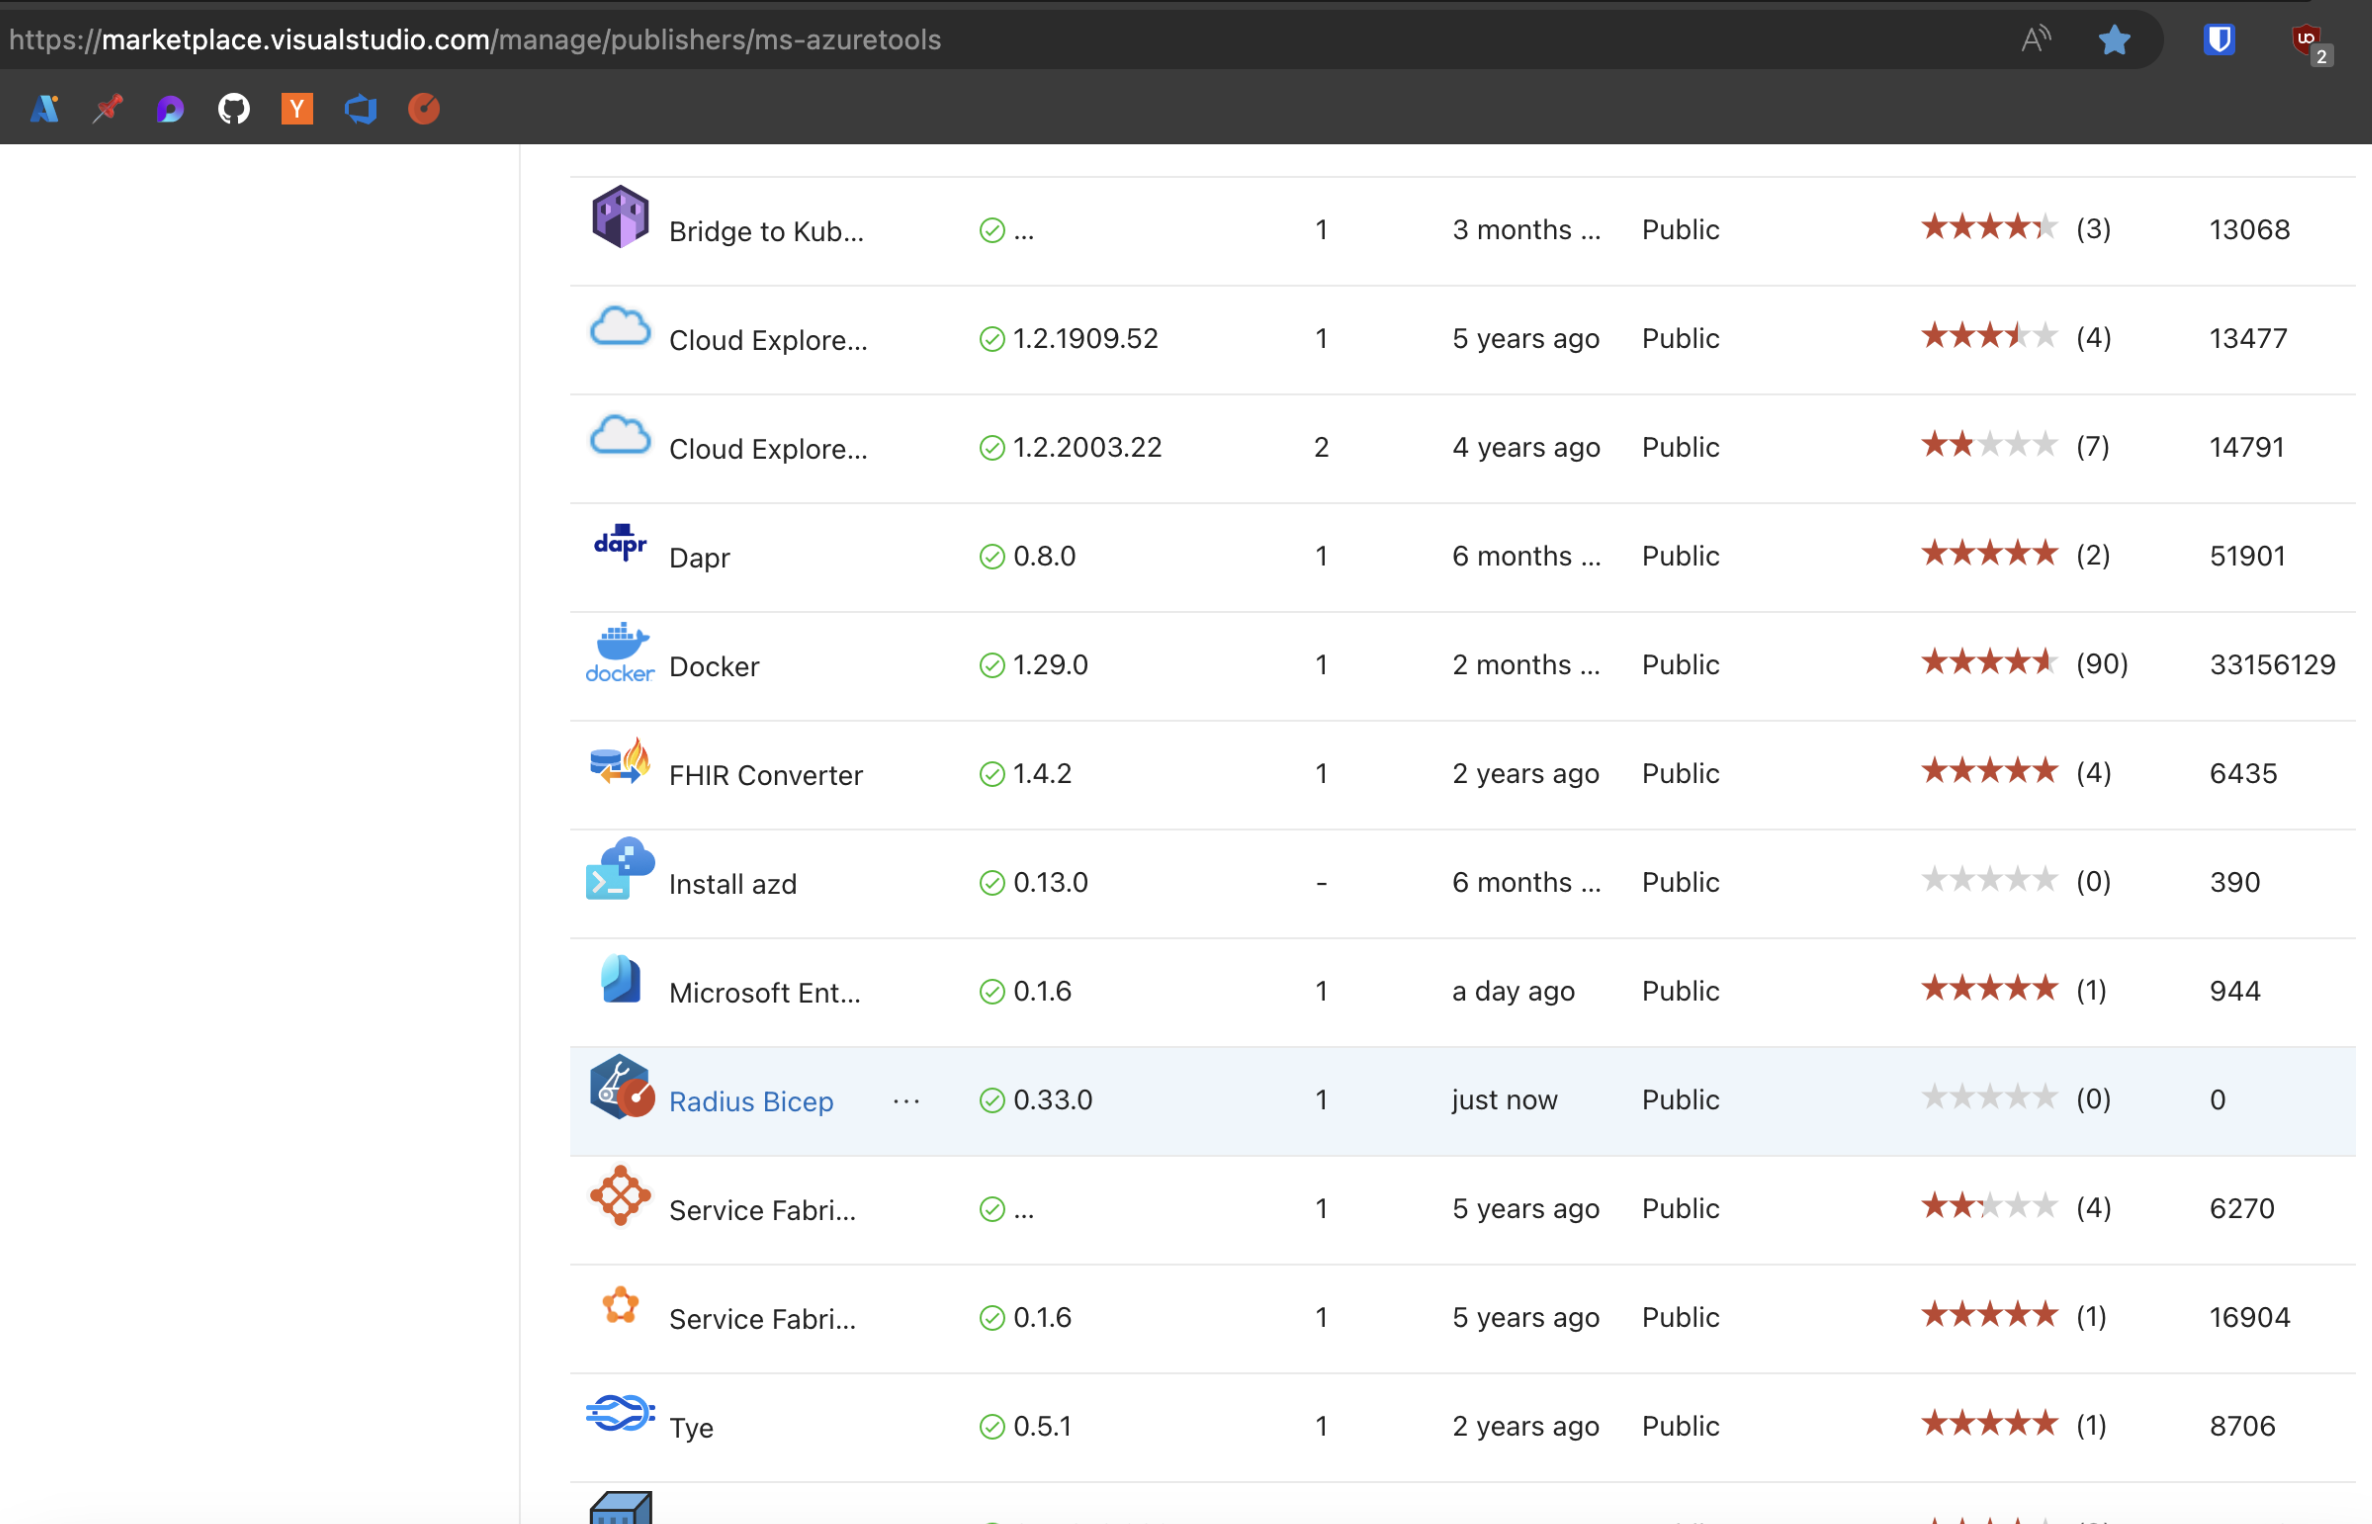 https://marketplace.visualstudio.com/manage/publishers/ms-azuretools
2
Bridge to Kub... ... 1 3 months ... Public (3) 13068
Cloud Explore... 1.2.1909.52 1 5 years ago Public (4) 13477
Cloud Explore... 1.2.2003.22 2 4 years ago Public (7) 14791
dapr Dapr 0.8.0 1 6 months ... Public (2) 51901
docker Docker 1.29.0 1 2 months ... Public (90) 33156129
FHIR Converter 1.4.2 1 2 years ago Public (4) 6435
Install azd 0.13.0 - 6 months ... Public (0) 390
Microsoft Ent... 0.1.6 1 a day ago Public (1) 944
Radius Bicep ... 0.33.0 1 just now Public (0) 0
Service Fabri... ... 1 5 years ago Public (4) 6270
Service Fabri... 0.1.6 1 5 years ago Public (1) 16904
Tye 0.5.1 1 2 years ago Public (1) 8706